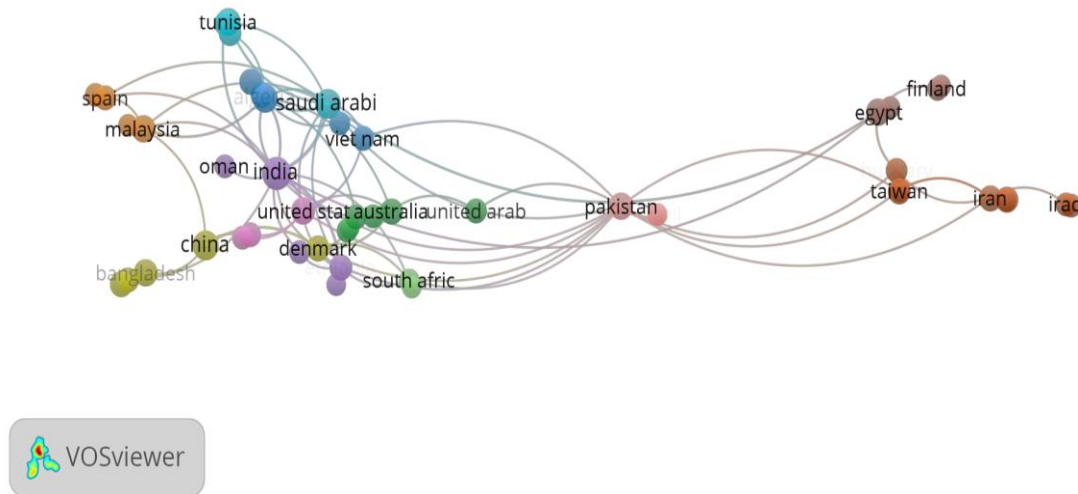 tunisia
finland
spain
saudi arabi
egypt
malaysia
viet nam
oman
india
taiwan
iran
iraq
united stat
australia
united arab
pakistan
china
denmark
bangladesh
south afric
VOSviewer